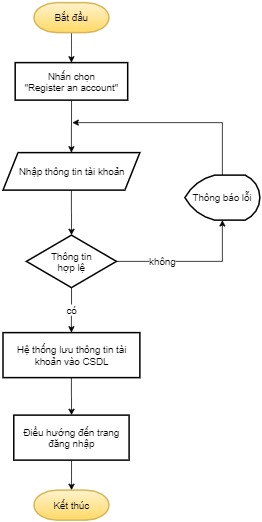 Bắt đầu
Nhấn chọn
"Register an account"
Nhập thông tin tài khoản
Thông báo lỗi
Thông tin
hợp lệ
không
có
Hệ thống lưu thông tin tài
khoản vào CSDL
Điều hướng đến trang
đăng nhập
Kết thúc